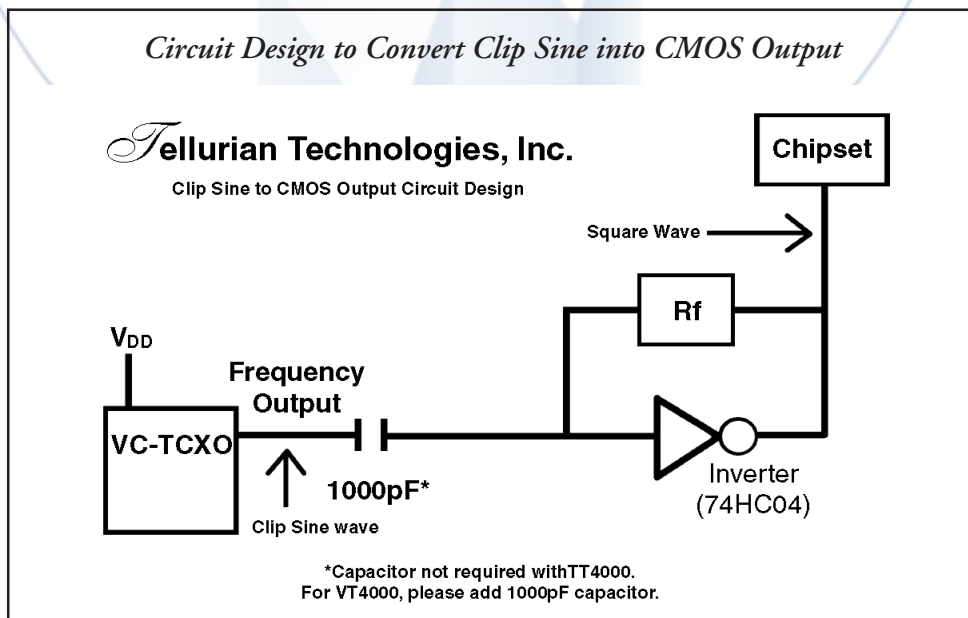 Circuit Design to Convert Clip Sine into CMOS Output
Tellurian Technologies, Inc.
Clip Sine to CMOS Output Circuit Design
Chipset
Square Wave
Rf
VDD
Frequency
Output
VC-TCXO
1000pF*
Clip Sine wave
Inverter
(74HC04)
*Capacitor not required withTT4000.
For VT4000, please add 1000pF capacitor.